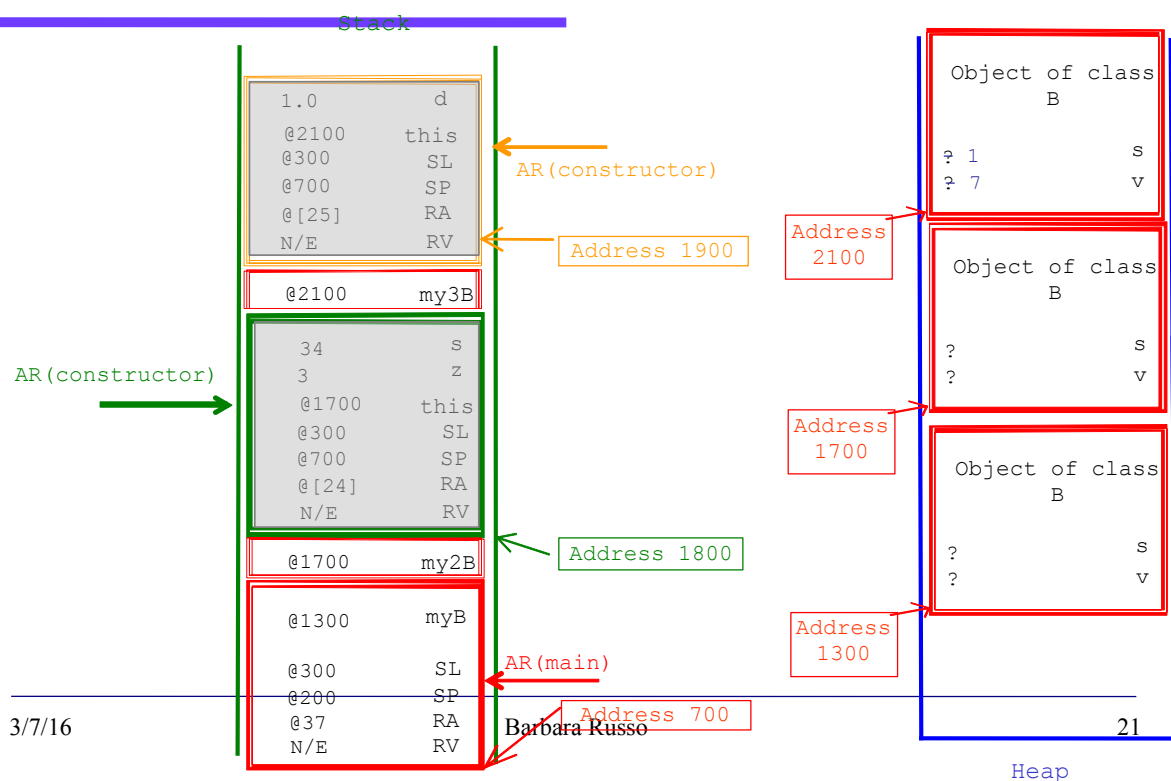 Stack
1.0 d
@2100 this
@300 SL
@700 SP
@[25] RA
N/E RV
AR(constructor)
Address 1900
@2100 my3B
34 s
3 z
@1700 this
@300 SL
@700 SP
@[24] RA
N/E RV
AR(constructor)
Address 1800
@1700 my2B
@1300 myB
@300 SL
@200 SP
@37 RA
N/E RV
AR(main)
Address 700
Object of class
B
? 1 s
? 7 v
Address
2100
Object of class
B
? s
? v
Address
1700
Object of class
B
? s
? v
Address
1300
Heap
3/7/16
Barbara Russo
21